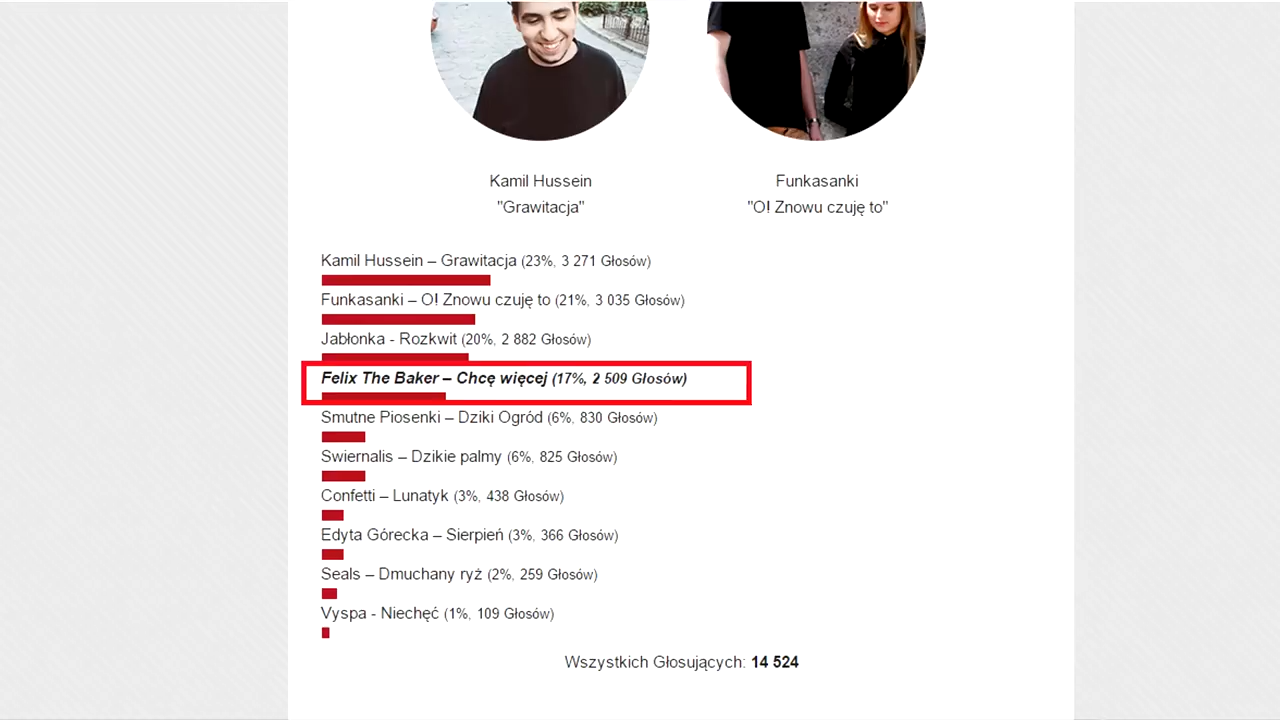 Kamil Hussein
"Grawitacja"
Funkasanki
"O! Znowu czuję to"
Kamil Hussein – Grawitacja (23%, 3 271 Głosów)
Funkasanki – O! Znowu czuję to (21%, 3 035 Głosów)
Jabłonka - Rozkwit (20%, 2 882 Głosów)
Felix The Baker – Chcę więcej (17%, 2 509 Głosów)
Smutne Piosenki – Dziki Ogród (6%, 830 Głosów)
Swiernalis – Dzikie palmy (6%, 825 Głosów)
Confetti – Lunatyk (3%, 438 Głosów)
Edyta Górecka – Sierpień (3%, 366 Głosów)
Seals – Dmuchany ryż (2%, 259 Głosów)
Vyspa - Niechęć (1%, 109 Głosów)
Wszystkich Głosujących: 14 524